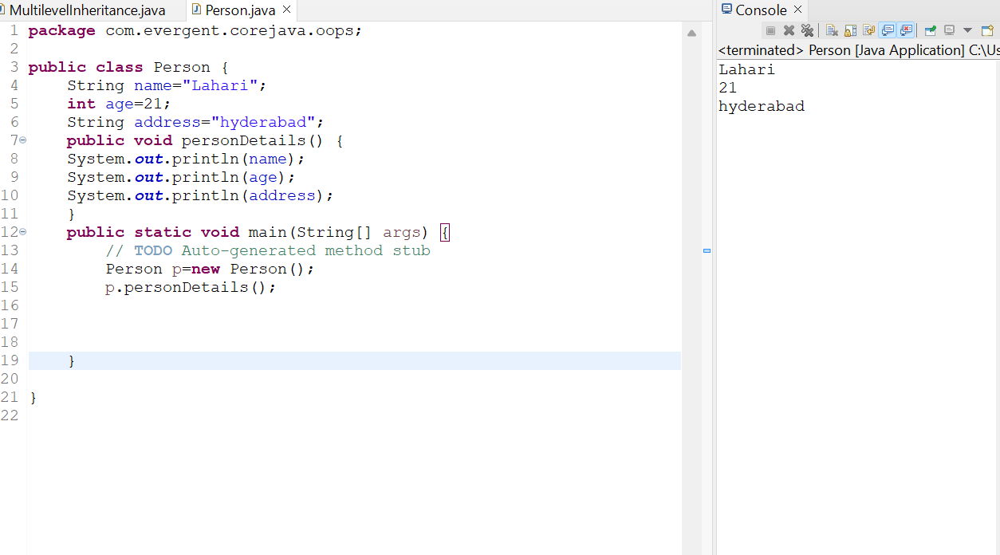 MultilevelInheritance.java
Person.java
1 package com.evergent.corejava.oops;
2
3 public class Person {
4 String name="Lahari";
5 int age=21;
6 String address="hyderabad";
7 public void personDetails() {
8 System.out.println(name);
9 System.out.println(age);
10 System.out.println(address);
11 }
12 public static void main(String[] args) {
13 // TODO Auto-generated method stub
14 Person p=new Person();
15 p.personDetails();
16
17
18
19 }
20
21 }
22
Console
<terminated> Person [Java Application] C:\Us
Lahari
21
hyderabad